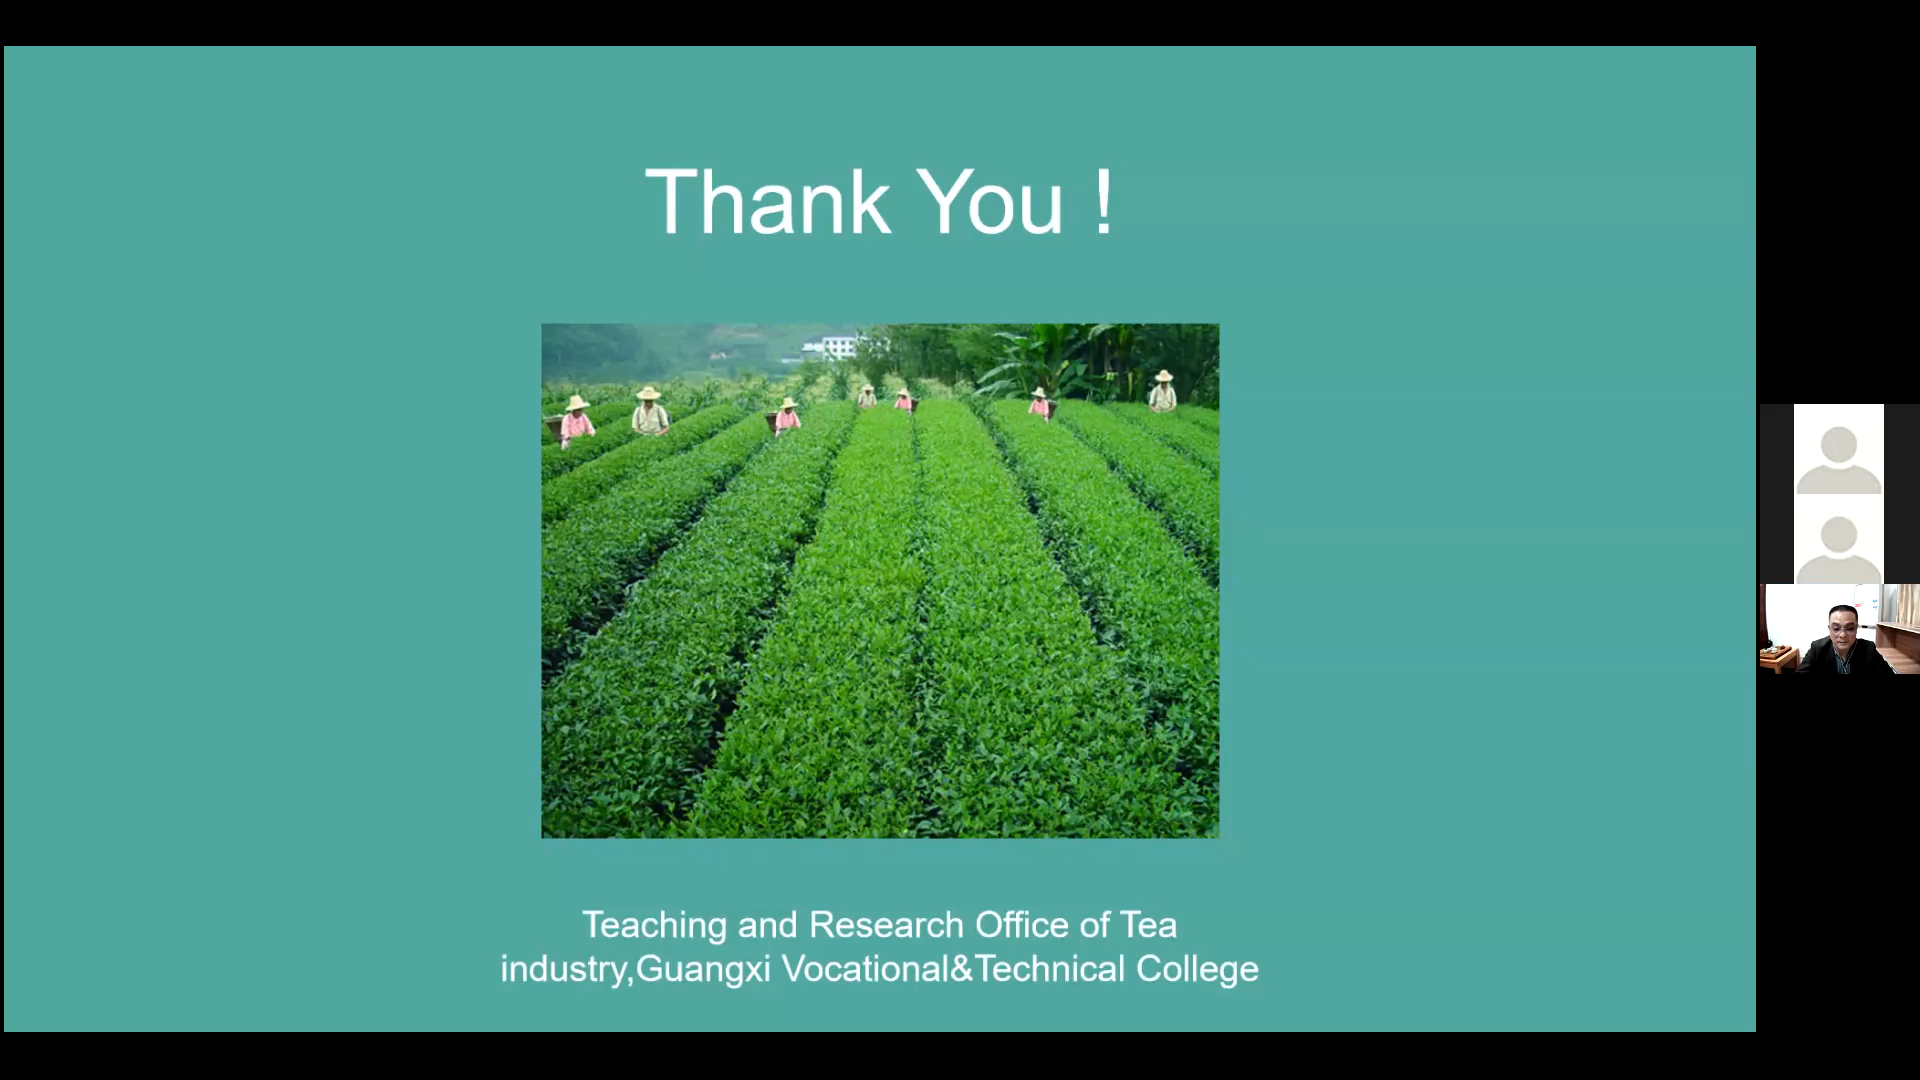 Thank You !
Teaching and Research Office of Tea
industry,Guangxi Vocational&Technical College